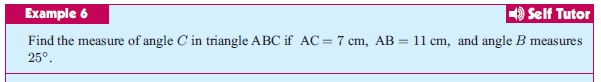 Example 6
Self Tutor
Find the measure of angle C in triangle ABC if AC = 7 cm, AB = 11 cm, and angle B measures
25°.